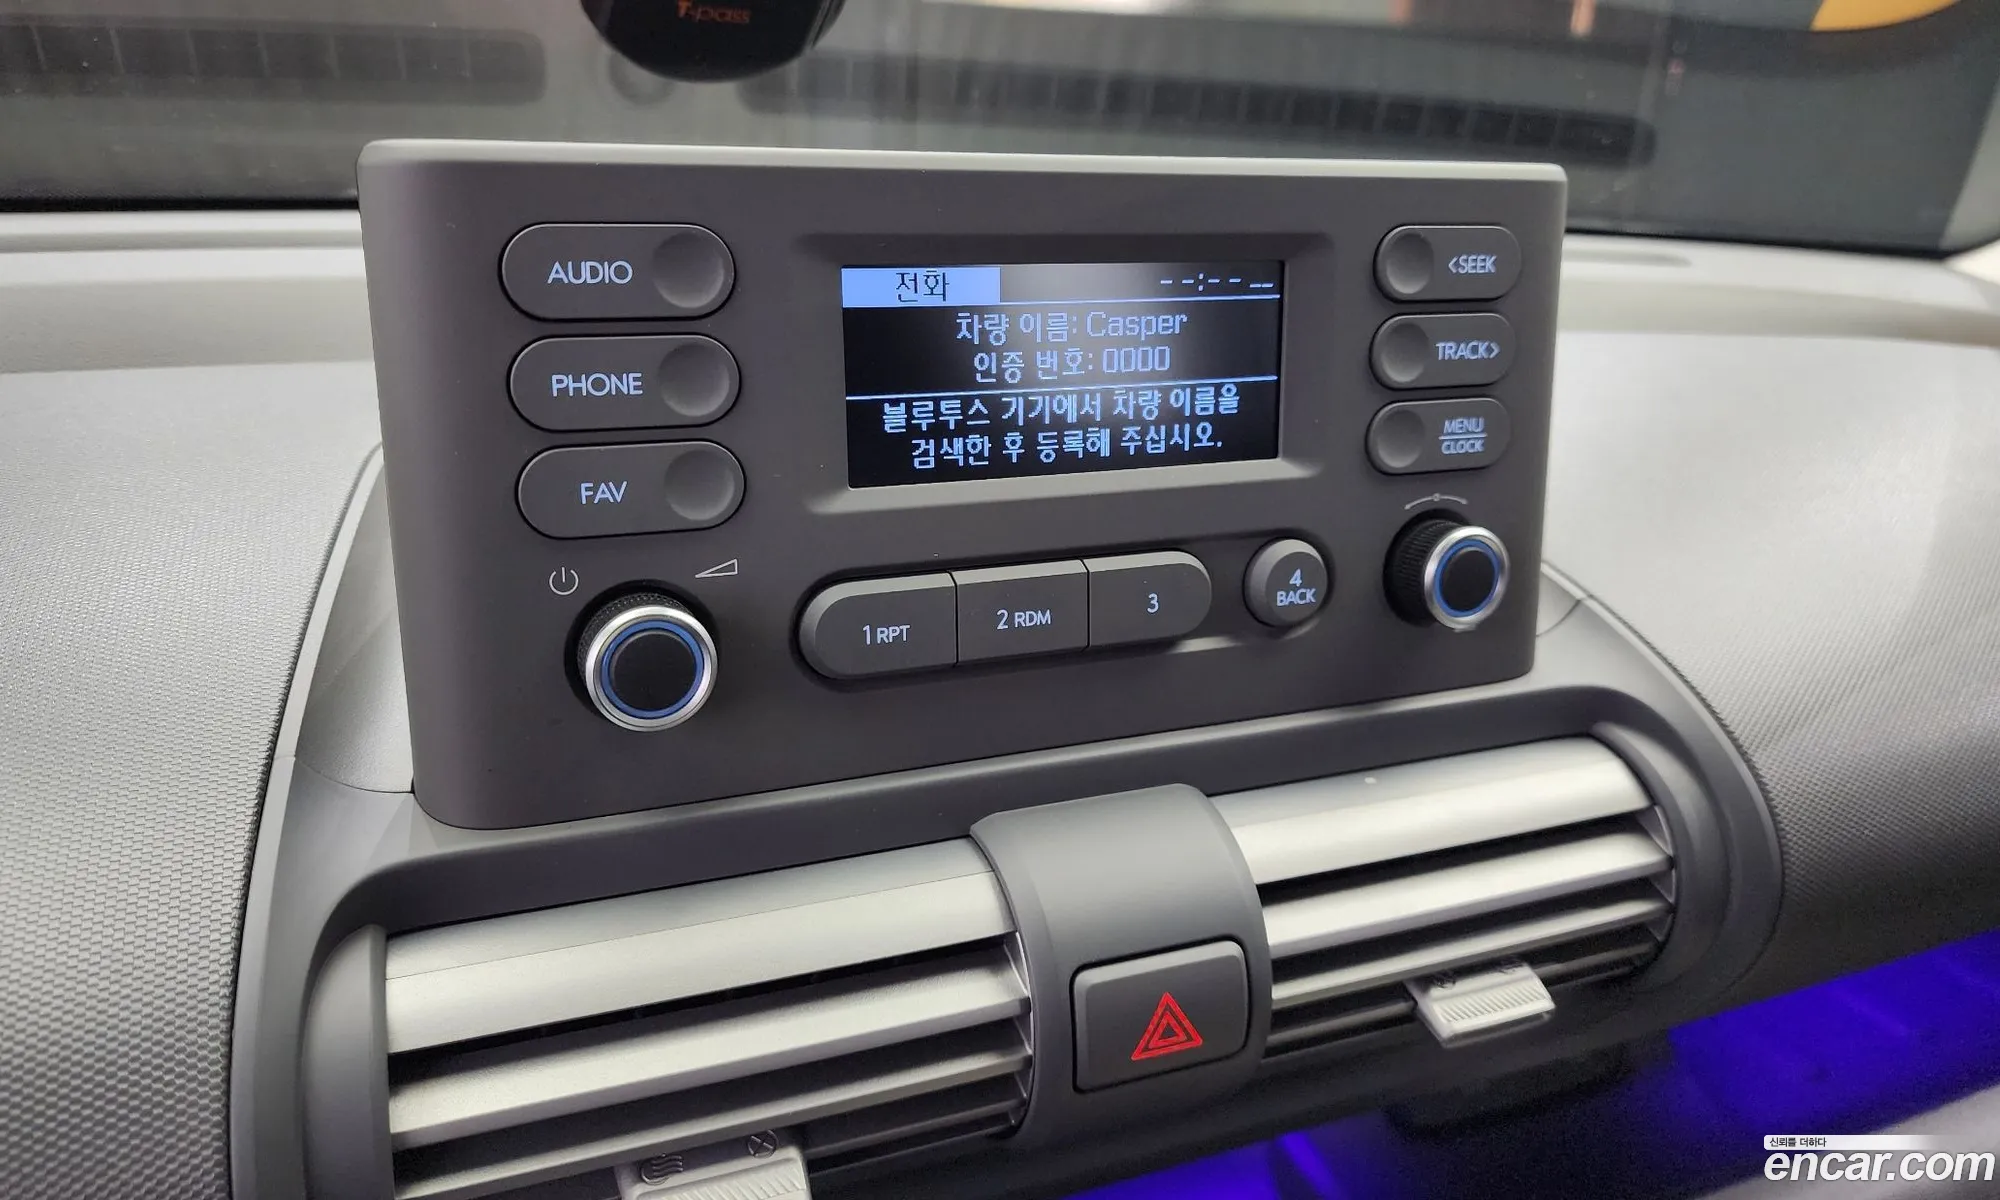 T-pass
AUDIO
PHONE
FAV
전화
--:-- __
차량 이름: Casper
인증 번호: 0000
블루투스 기기에서 차량 이름을
검색한 후 등록해 주십시오.
<SEEK
TRACK>
MENU
CLOCK
1 RPT
2 RDM
3
4
BACK
신뢰를 더하다
encar.com